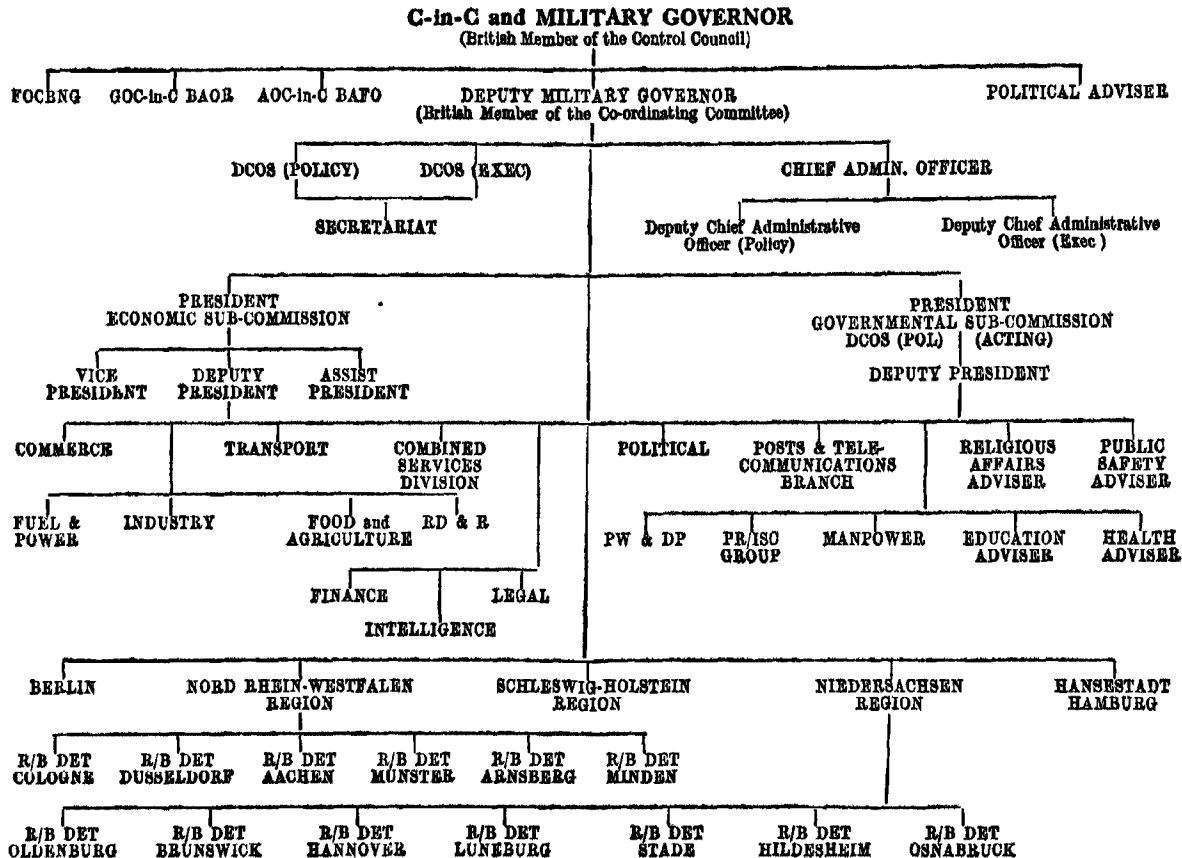 C-in-C and MILITARY GOVERNOR
(British Member of the Control Council)
FOCBNG
GOC-in-C BAOR
AOC-in-C BAFO
DEPUTY MILITARY GOVERNOR
(British Member of the Co-ordinating Committee)
POLITICAL ADVISER
DCOS (POLICY)
DCOS (EXEC)
CHIEF ADMIN. OFFICER
SECRETARIAT
Deputy Chief Administrative
Officer (Policy)
Deputy Chief Administrative
Officer (Exec)
PRESIDENT
ECONOMIC SUB-COMMISSION
PRESIDENT
GOVERNMENTAL SUB-COMMISSION
DCOS (POL) (ACTING)
VICE
PRESIDENT
DEPUTY
PRESIDENT
ASSIST
PRESIDENT
DEPUTY PRESIDENT
COMMERCE
TRANSPORT
COMBINED
SERVICES
DIVISION
POLITICAL
POSTS & TELE-
COMMUNICATIONS
BRANCH
RELIGIOUS
AFFAIRS
ADVISER
PUBLIC
SAFETY
ADVISER
FUEL &
POWER
INDUSTRY
FOOD and
AGRICULTURE
RD & R
PW & DP
PR/ISC
GROUP
MANPOWER
EDUCATION
ADVISER
HEALTH
ADVISER
FINANCE
LEGAL
INTELLIGENCE
BERLIN
NORD RHEIN-WESTFALEN
REGION
SCHLESWIG-HOLSTEIN
REGION
NIEDERSACHSEN
REGION
HANSESTADT
HAMBURG
R/B DET
COLOGNE
R/B DET
DUSSELDORF
R/B DET
AACHEN
R/B DET
MUNSTER
R/B DET
ARNSBERG
R/B DET
MINDEN
R/B DET
OLDENBURG
R/B DET
BRUNSWICK
R/B DET
HANNOVER
R/B DET
LUNEBURG
R/B DET
STADE
R/B DET
HILDESHEIM
R/B DET
OSNABRUCK